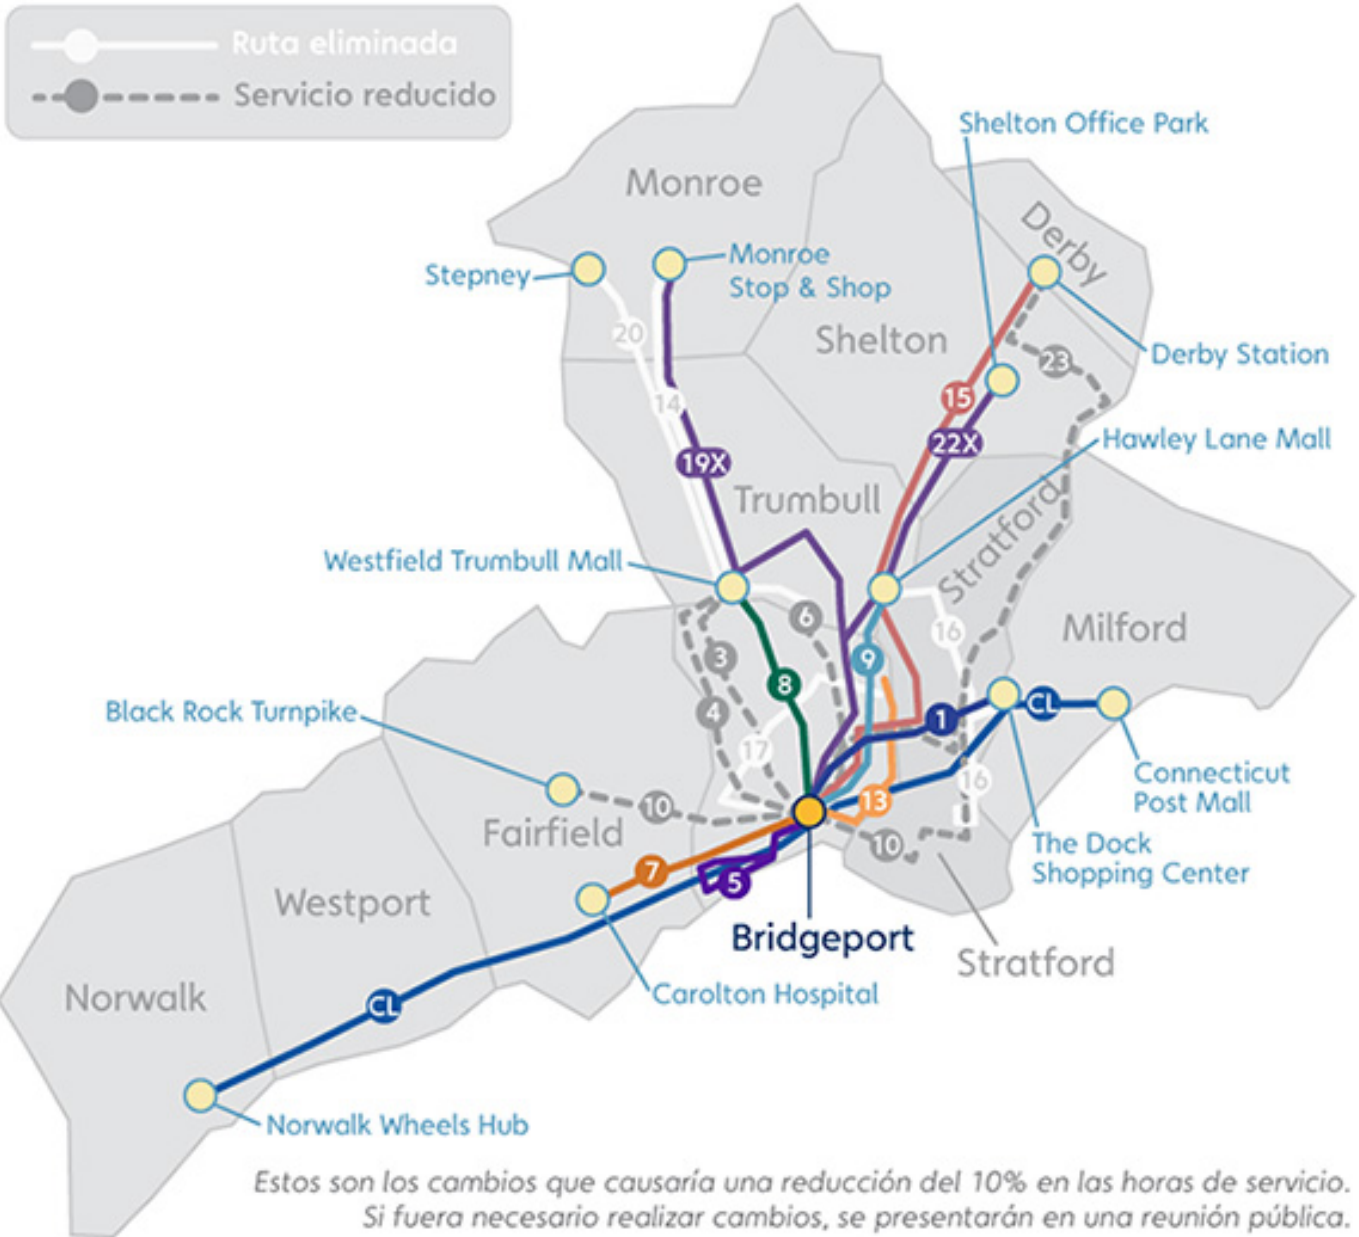 Ruta eliminada
Servicio reducido
Shelton Office Park
Monroe
Derby
Stepney
Monroe
Stop & Shop
20
Shelton
Derby Station
23
14
15
22X
Hawley Lane Mall
19X
Trumbull
Stratford
Westfield Trumbull Mall
6
16
Milford
3
9
8
4
1
CL
Black Rock Turnpike
17
16
Connecticut
Post Mall
10
13
Fairfield
10
The Dock
Shopping Center
7
5
Westport
Bridgeport
Stratford
Norwalk
CL
Carolton Hospital
Norwalk Wheels Hub
Estos son los cambios que causaría una reducción del 10% en las horas de servicio.
Si fuera necesario realizar cambios, se presentarán en una reunión pública.